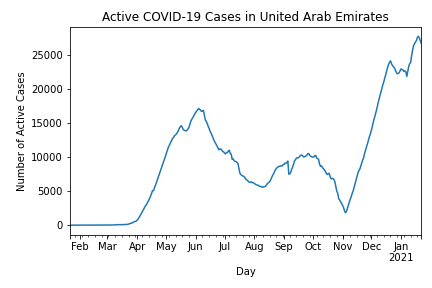 Active COVID-19 Cases in United Arab Emirates
Number of Active Cases
25000
20000
15000
10000
5000
0
Feb Mar Apr May Jun Jul Aug Sep Oct Nov Dec Jan
2021
Day